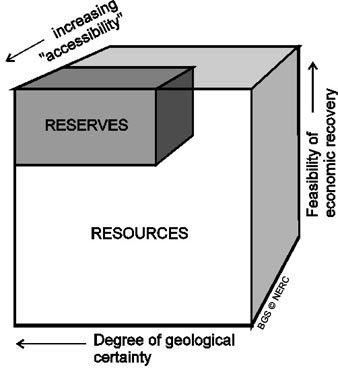 increasing
"accessibility"
RESERVES
Feasibility of
economic recovery
RESOURCES
BGS © NERC
Degree of geological
certainty